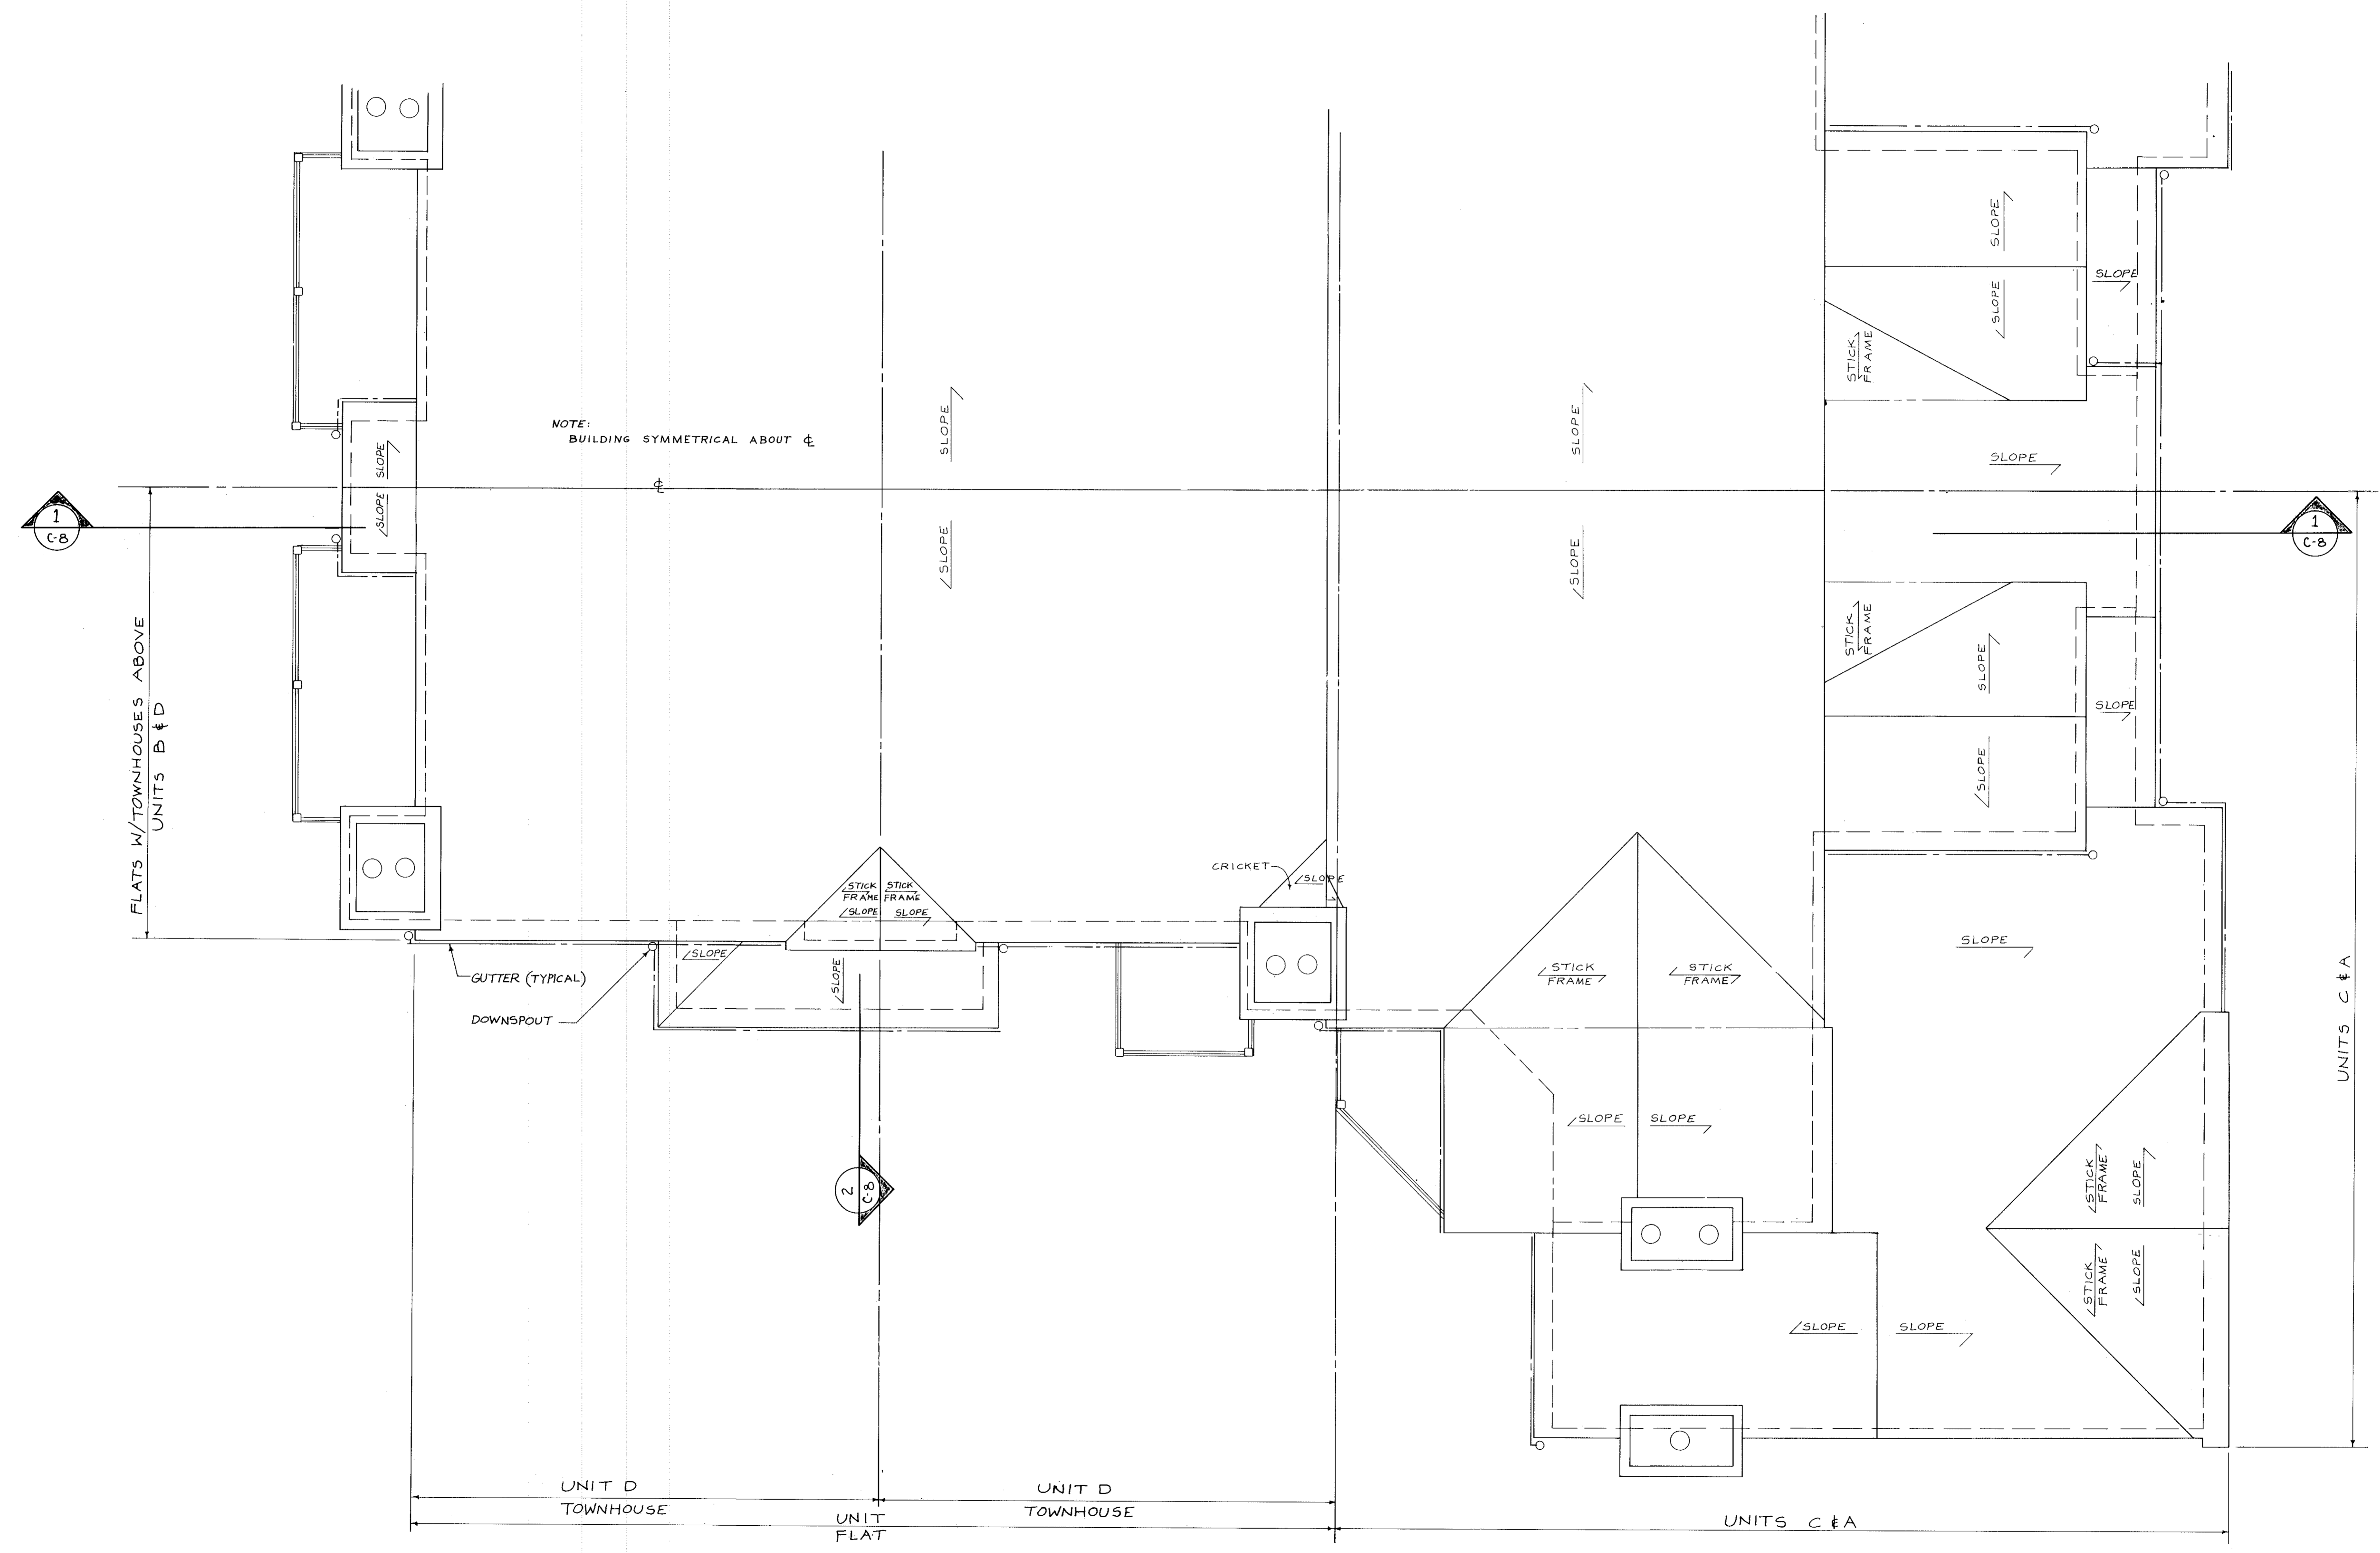 SLOPE
SLOPE
SLOPE
STICK
FRAME
NOTE:
BUILDING SYMMETRICAL ABOUT ℄
SLOPE
SLOPE
SLOPE
SLOPE
℄
1
C-8
SLOPE
SLOPE
SLOPE
1
C-8
FLATS W/TOWNHOUSES ABOVE
UNITS B & D
STICK
FRAME
SLOPE
SLOPE
SLOPE
CRICKET
SLOPE
STICK
FRAME
STICK
FRAME
SLOPE
SLOPE
SLOPE
SLOPE
GUTTER (TYPICAL)
DOWNSPOUT
STICK
FRAME
STICK
FRAME
SLOPE
UNITS C & A
SLOPE
SLOPE
2
C-8
STICK
FRAME
SLOPE
STICK
FRAME
SLOPE
SLOPE
SLOPE
UNIT D
TOWNHOUSE
UNIT D
TOWNHOUSE
UNIT
FLAT
UNITS C & A